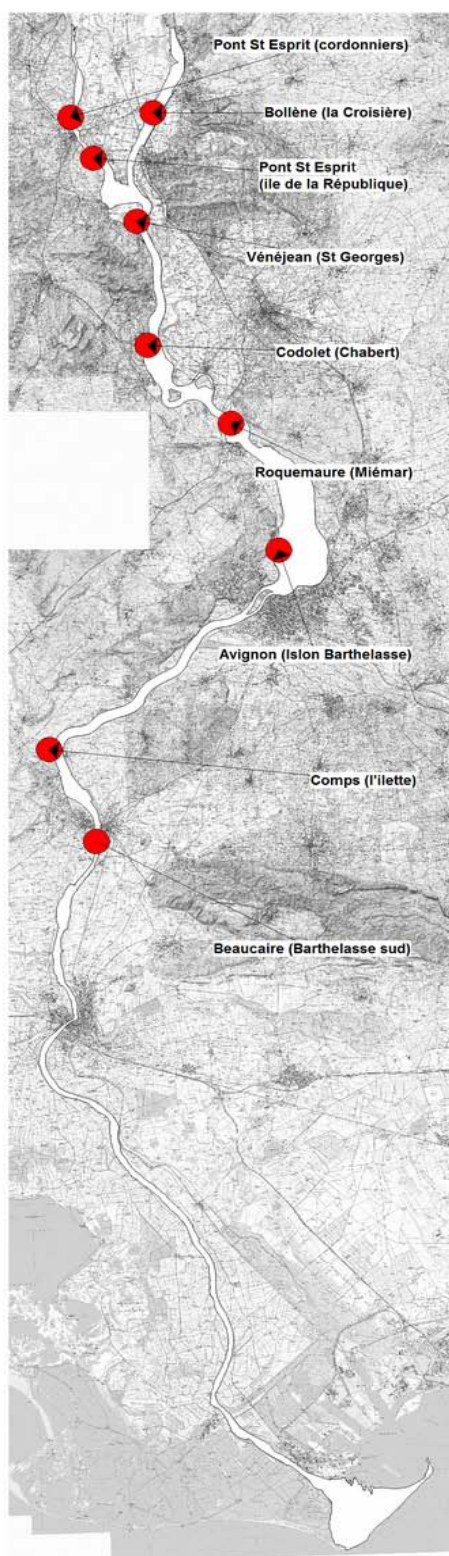 Pont St Esprit (cordonniers)
Bollène (la Croisière)
Pont St Esprit
(ile de la République)
Vénéjean (St Georges)
Codolet (Chabert)
Roquemaure (Miémar)
Avignon (Islon Barthelasse)
Comps (l'ilette)
Beaucaire (Barthelasse sud)